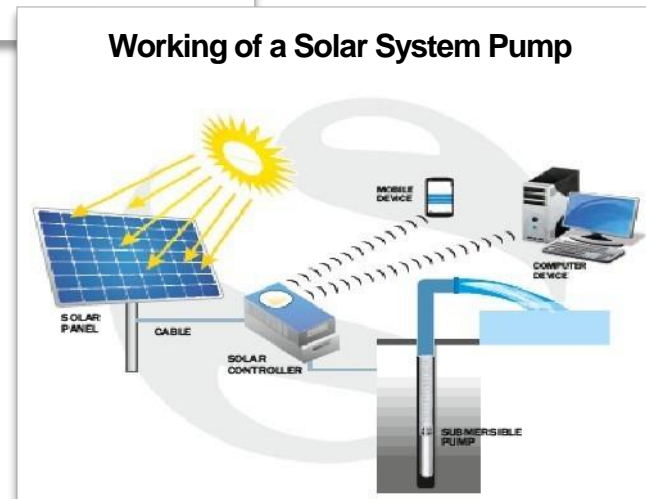 Working of a Solar System Pump
MOBILE
DEVICE
COMPUTER
DEVICE
SOLAR
PANEL
CABLE
SOLAR
CONTROLLER
SUBMERSIBLE
PUMP